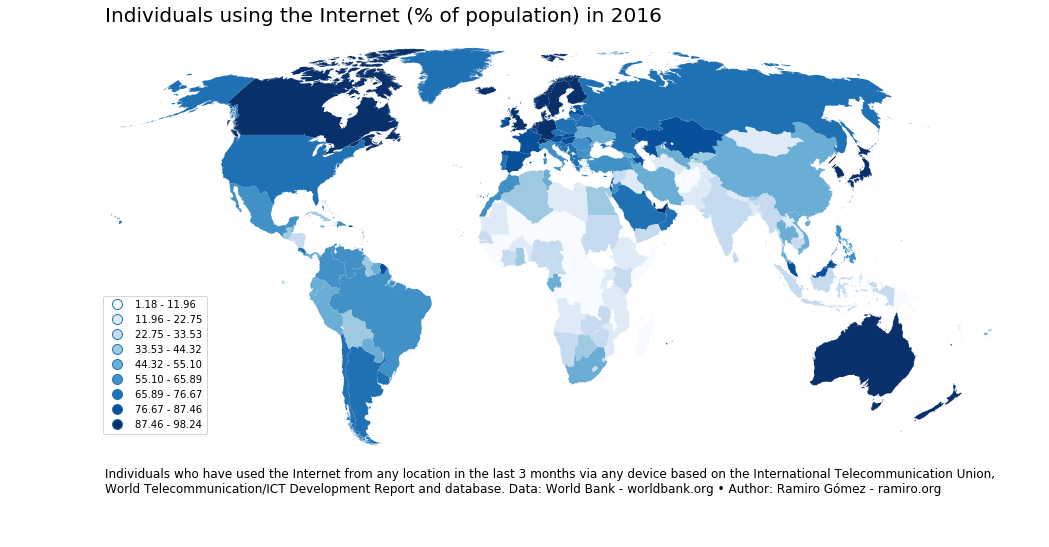 Individuals using the Internet (% of population) in 2016
1.18 - 11.96
11.96 - 22.75
22.75 - 33.53
33.53 - 44.32
44.32 - 55.10
55.10 - 65.89
65.89 - 76.67
76.67 - 87.46
87.46 - 98.24
Individuals who have used the Internet from any location in the last 3 months via any device based on the International Telecommunication Union,
World Telecommunication/ICT Development Report and database. Data: World Bank - worldbank.org • Author: Ramiro Gómez - ramiro.org